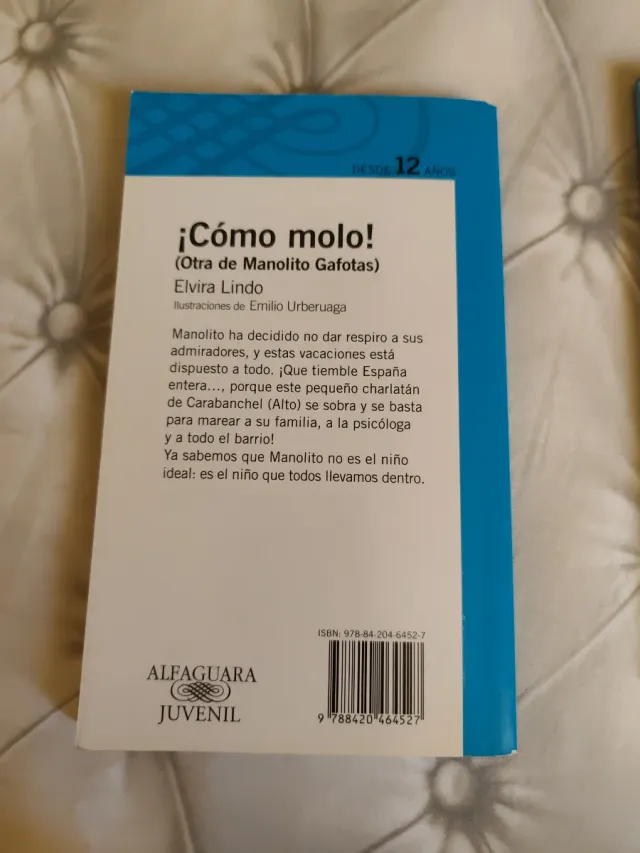 DESDE 12 AÑOS
¡Cómo molo!
(Otra de Manolito Gafotas)
Elvira Lindo
Ilustraciones de Emilio Urberuaga
Manolito ha decidido no dar respiro a sus
admiradores, y estas vacaciones está
dispuesto a todo. ¡Que tiemble España
entera..., porque este pequeño charlatán
de Carabanchel (Alto) se sobra y se basta
para marear a su familia, a la psicóloga
y a todo el barrio!
Ya sabemos que Manolito no es el niño
ideal: es el niño que todos llevamos dentro.
ISBN: 978-84-204-6452-7
ALFAGUARA
JUVENIL
9 788420 464527